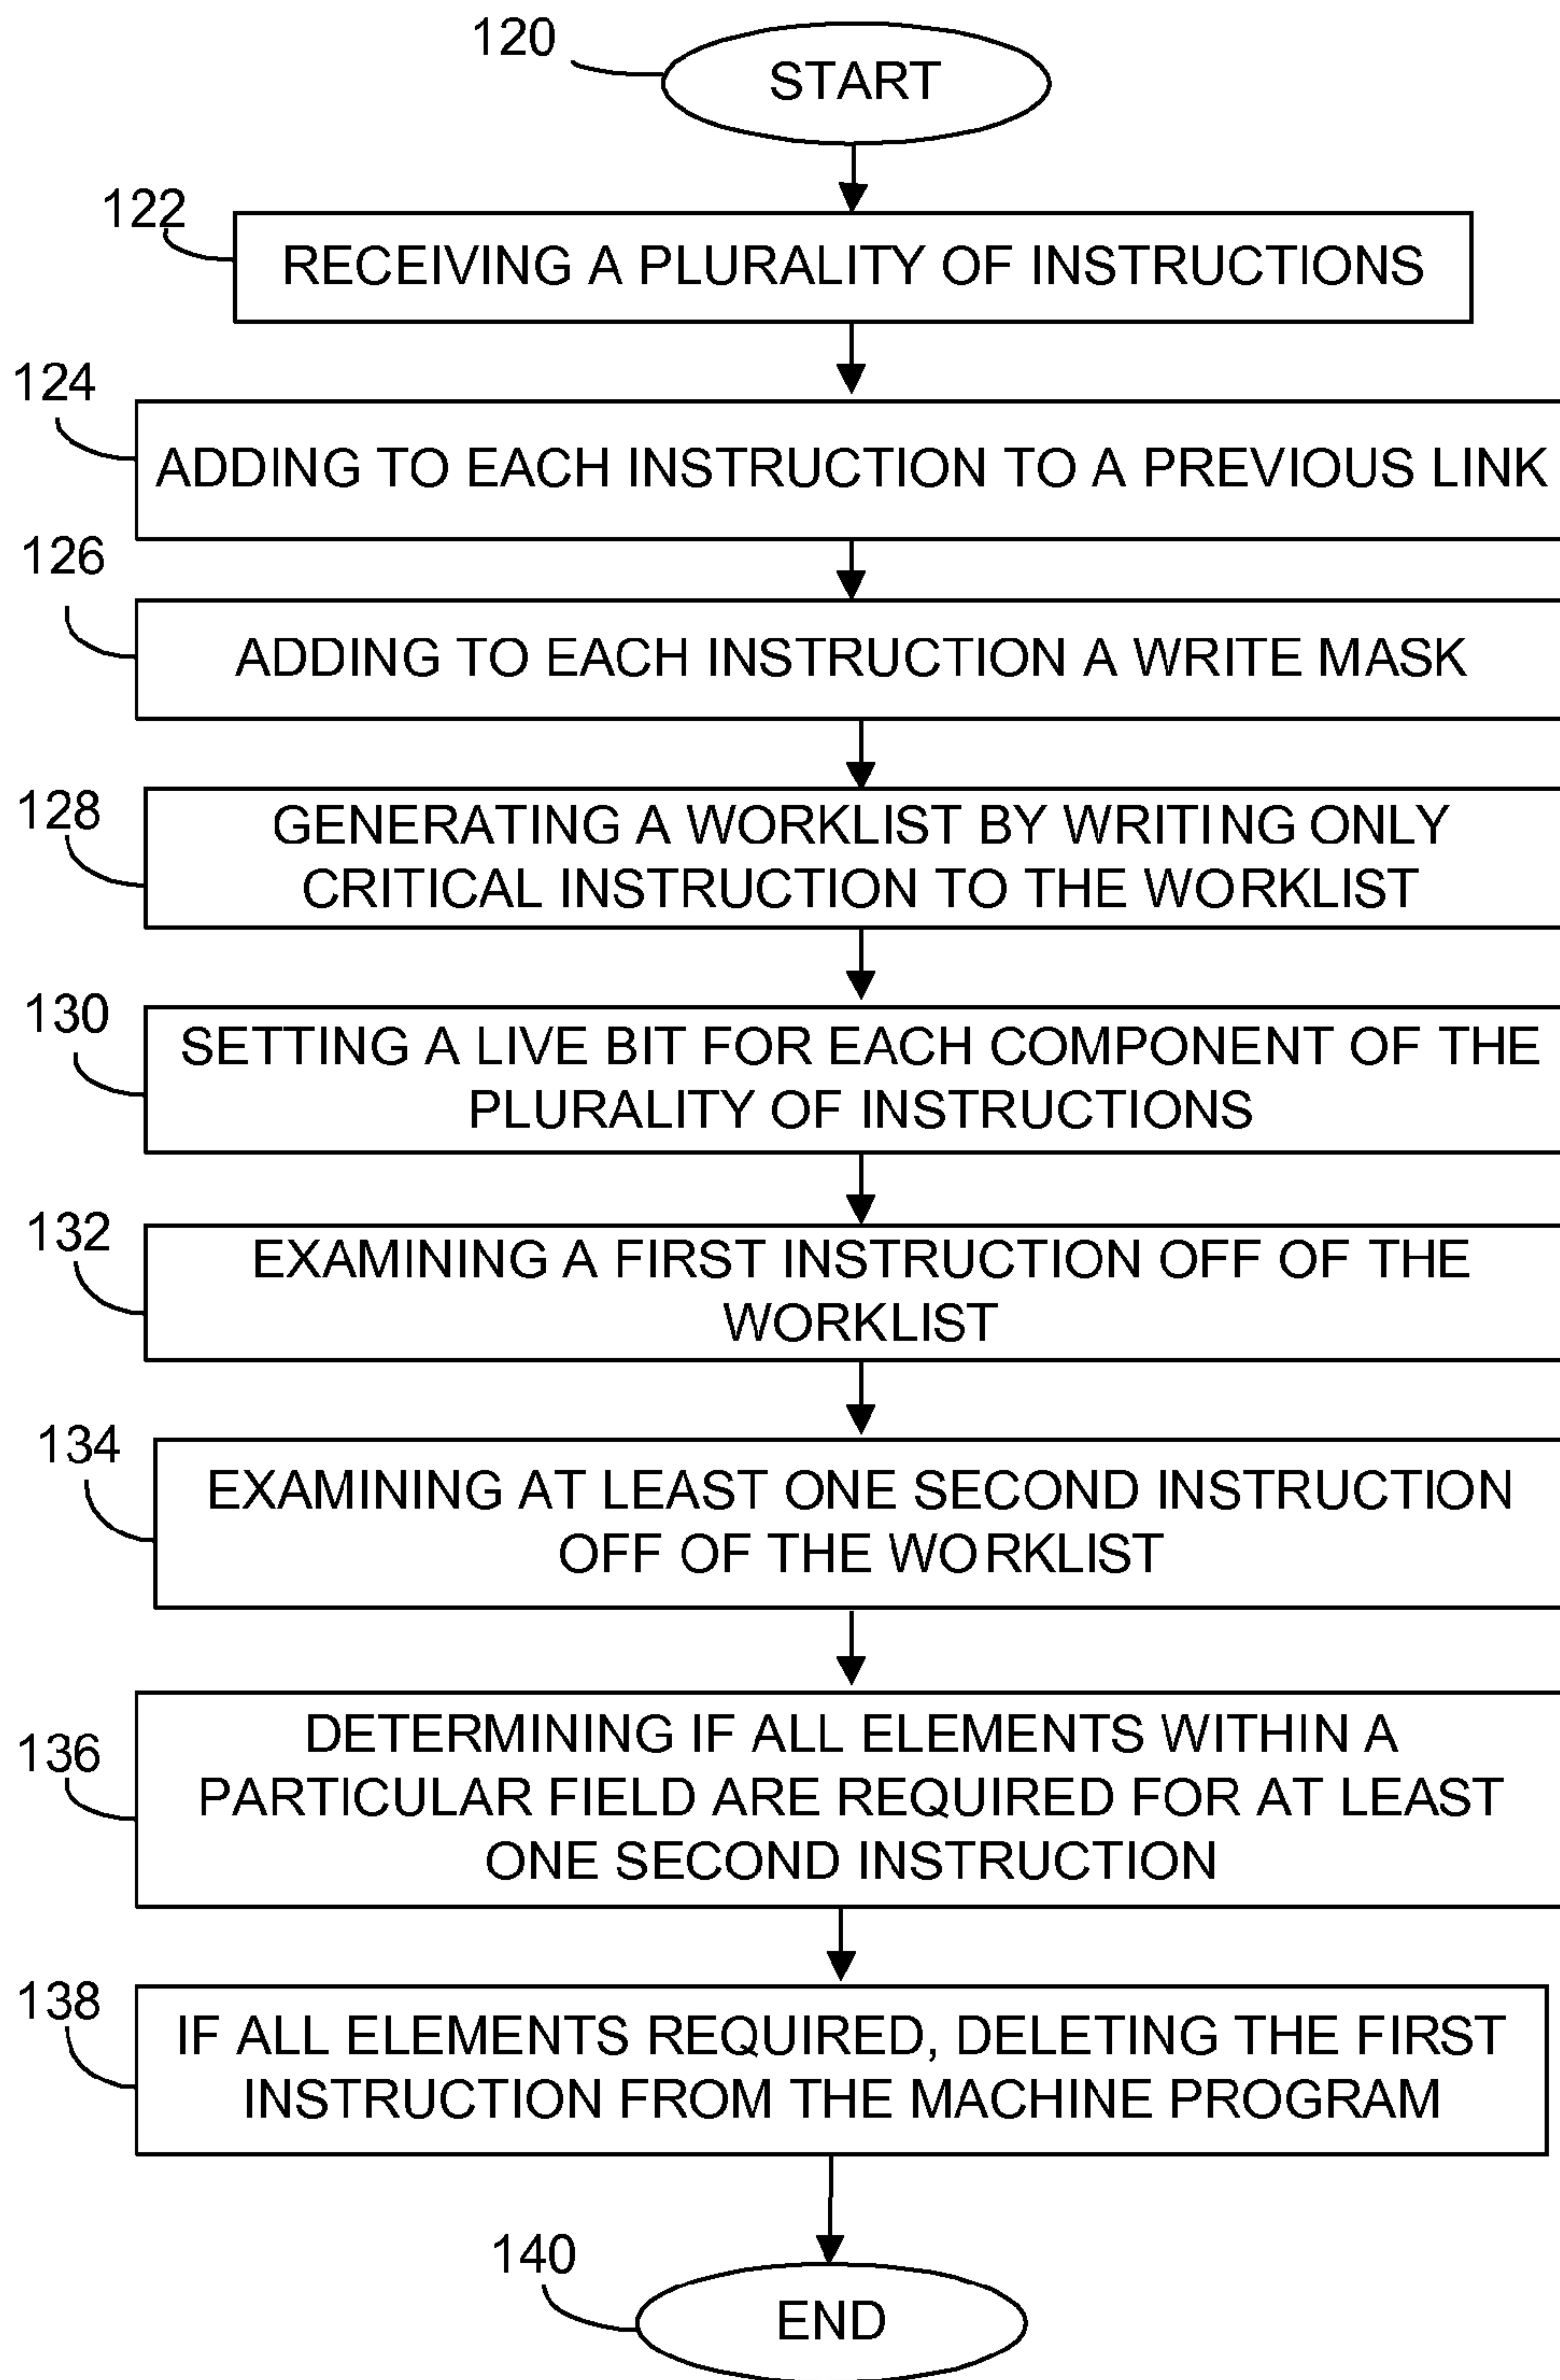 120
START
122
RECEIVING A PLURALITY OF INSTRUCTIONS
124
ADDING TO EACH INSTRUCTION TO A PREVIOUS LINK
126
ADDING TO EACH INSTRUCTION A WRITE MASK
128
GENERATING A WORKLIST BY WRITING ONLY
CRITICAL INSTRUCTION TO THE WORKLIST
130
SETTING A LIVE BIT FOR EACH COMPONENT OF THE
PLURALITY OF INSTRUCTIONS
132
EXAMINING A FIRST INSTRUCTION OFF OF THE
WORKLIST
134
EXAMINING AT LEAST ONE SECOND INSTRUCTION
OFF OF THE WORKLIST
136
DETERMINING IF ALL ELEMENTS WITHIN A
PARTICULAR FIELD ARE REQUIRED FOR AT LEAST
ONE SECOND INSTRUCTION
138
IF ALL ELEMENTS REQUIRED, DELETING THE FIRST
INSTRUCTION FROM THE MACHINE PROGRAM
140
END